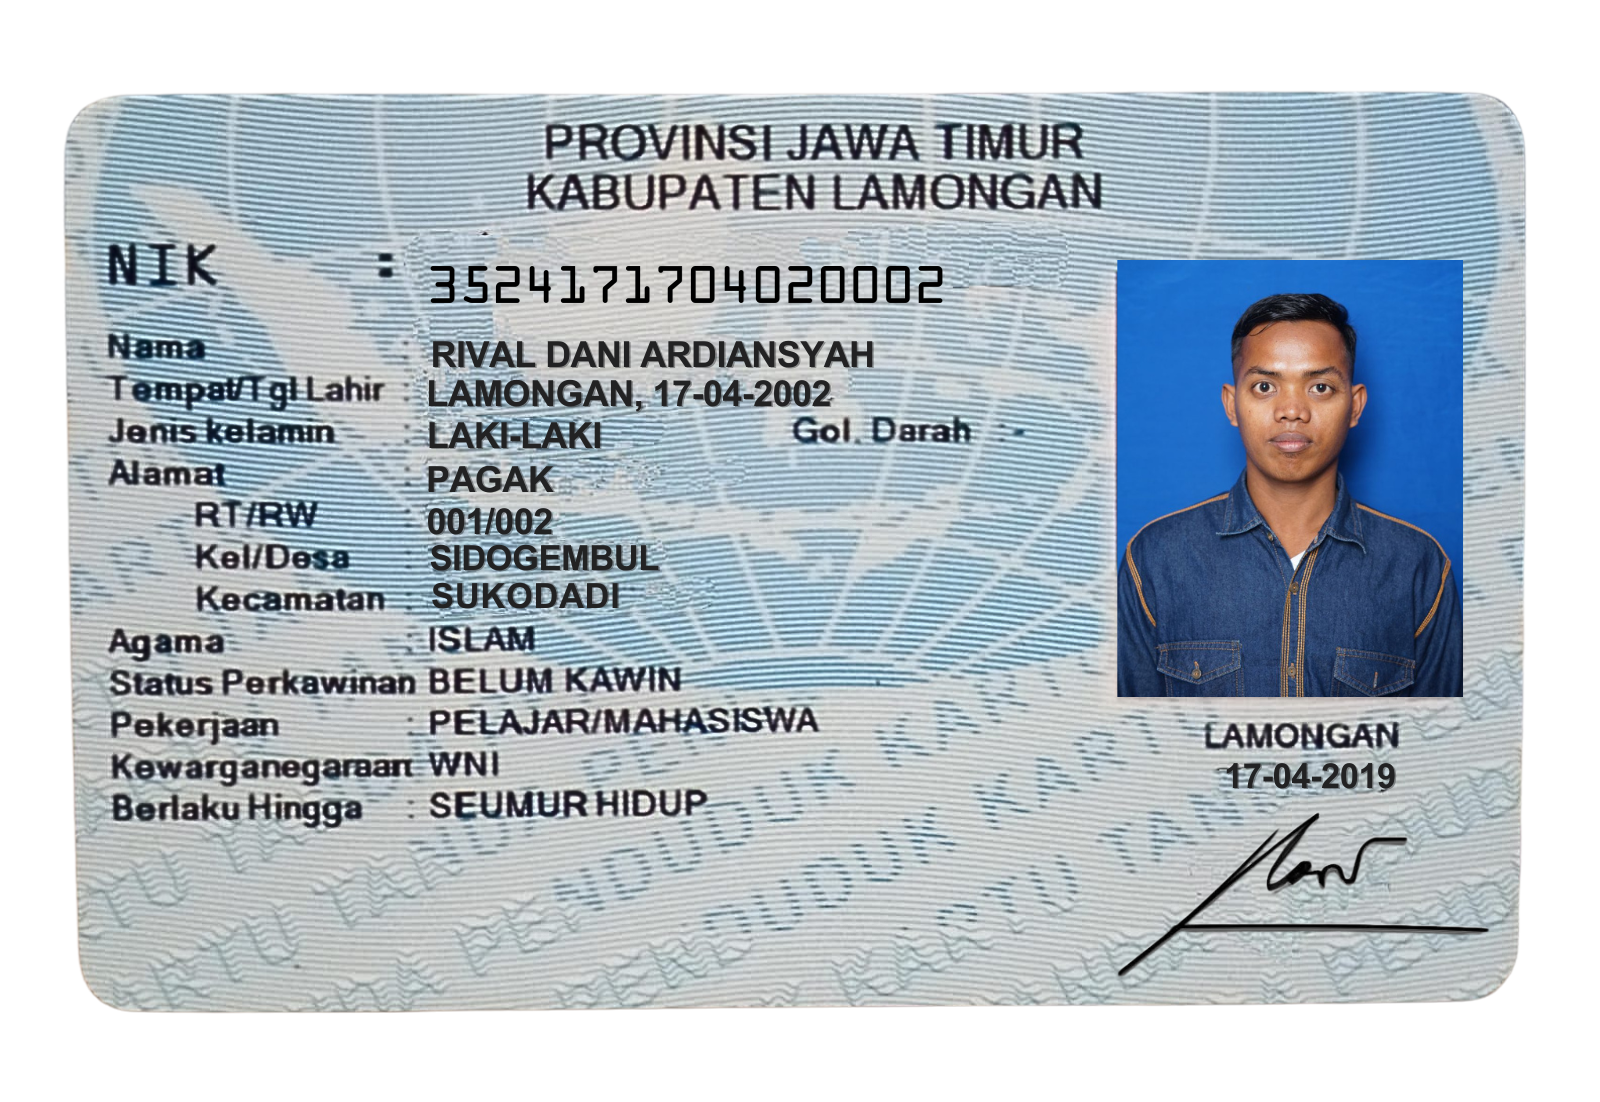 PROVINSI JAWA TIMUR
KABUPATEN LAMONGAN
NIK : 3524171704020002
Nama : RIVAL DANI ARDIANSYAH
Tempat/Tgl Lahir : LAMONGAN, 17-04-2002
Jenis kelamin : LAKI-LAKI Gol. Darah : -
Alamat : PAGAK
RT/RW : 001/002
Kel/Desa : SIDOGEMBUL
Kecamatan : SUKODADI
Agama : ISLAM
Status Perkawinan BELUM KAWIN
Pekerjaan : PELAJAR/MAHASISWA
Kewarganegaraan WNI
Berlaku Hingga : SEUMUR HIDUP
LAMONGAN
17-04-2019